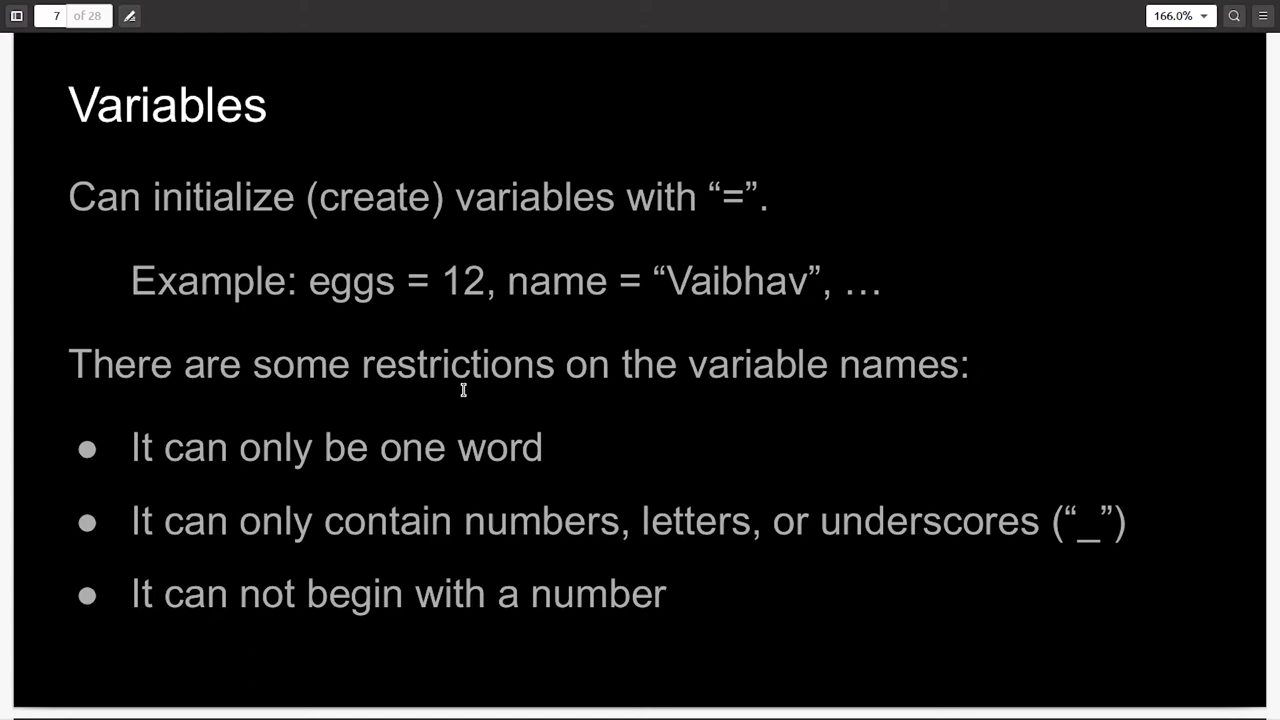 7 of 28
166.0%
Variables
Can initialize (create) variables with “=”.
Example: eggs = 12, name = “Vaibhav”, …
There are some restrictions on the variable names:
● It can only be one word
● It can only contain numbers, letters, or underscores (“_”)
● It can not begin with a number